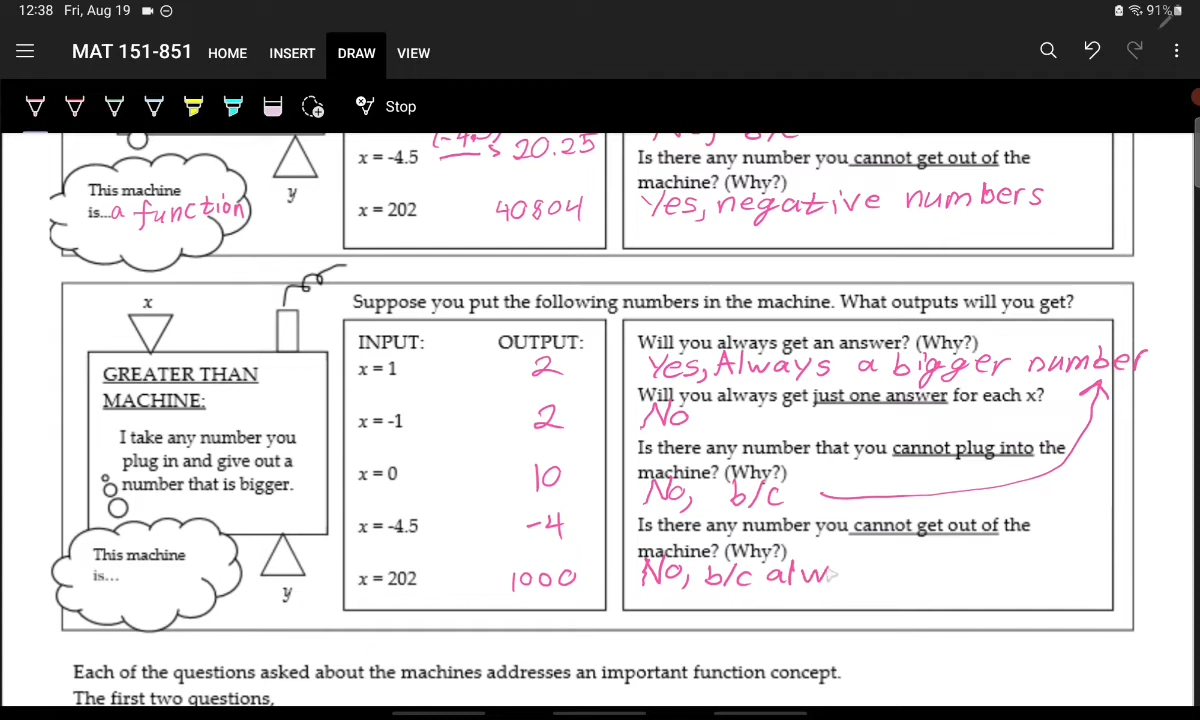 12:38 Fri, Aug 19 91%
MAT 151-851 HOME INSERT DRAW VIEW
Stop
x = -4.5 20.25
This machine
is...a function
y
x = 202 40804
Is there any number you cannot get out of the
machine? (Why?)
Yes, negative numbers
Suppose you put the following numbers in the machine. What outputs will you get?
x
GREATER THAN
MACHINE:
I take any number you
plug in and give out a
number that is bigger.
This machine
is...
y
INPUT: OUTPUT:
x = 1 2
x = -1 2
x = 0 10
x = -4.5 -4
x = 202 1000
Will you always get an answer? (Why?)
Yes, Always a bigger number
Will you always get just one answer for each x?
No
Is there any number that you cannot plug into the
machine? (Why?)
No, b/c
Is there any number you cannot get out of the
machine? (Why?)
No, b/c alw
Each of the questions asked about the machines addresses an important function concept.
The first two questions,